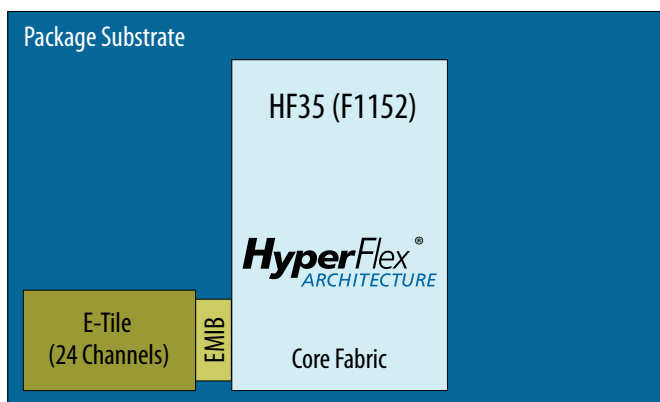 Package Substrate
HF35 (F1152)
HyperFlex®
ARCHITECTURE
E-Tile
(24 Channels)
EMIB
Core Fabric